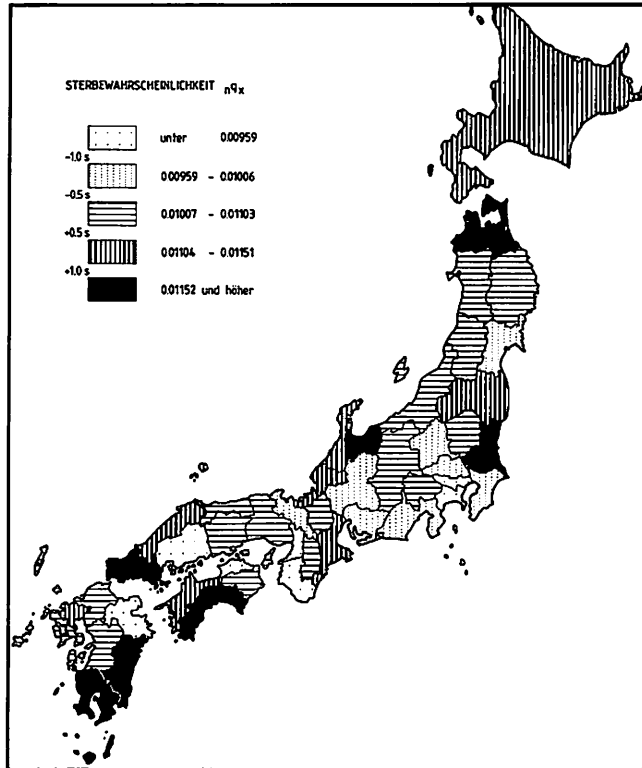 STERBEWAHRSCHEINLICHKEIT nqx
unter 0.00959
-1.0 s
0.00959 - 0.01006
-0.5 s
0.01007 - 0.01103
+0.5 s
0.01104 - 0.01151
+1.0 s
0.01152 und höher